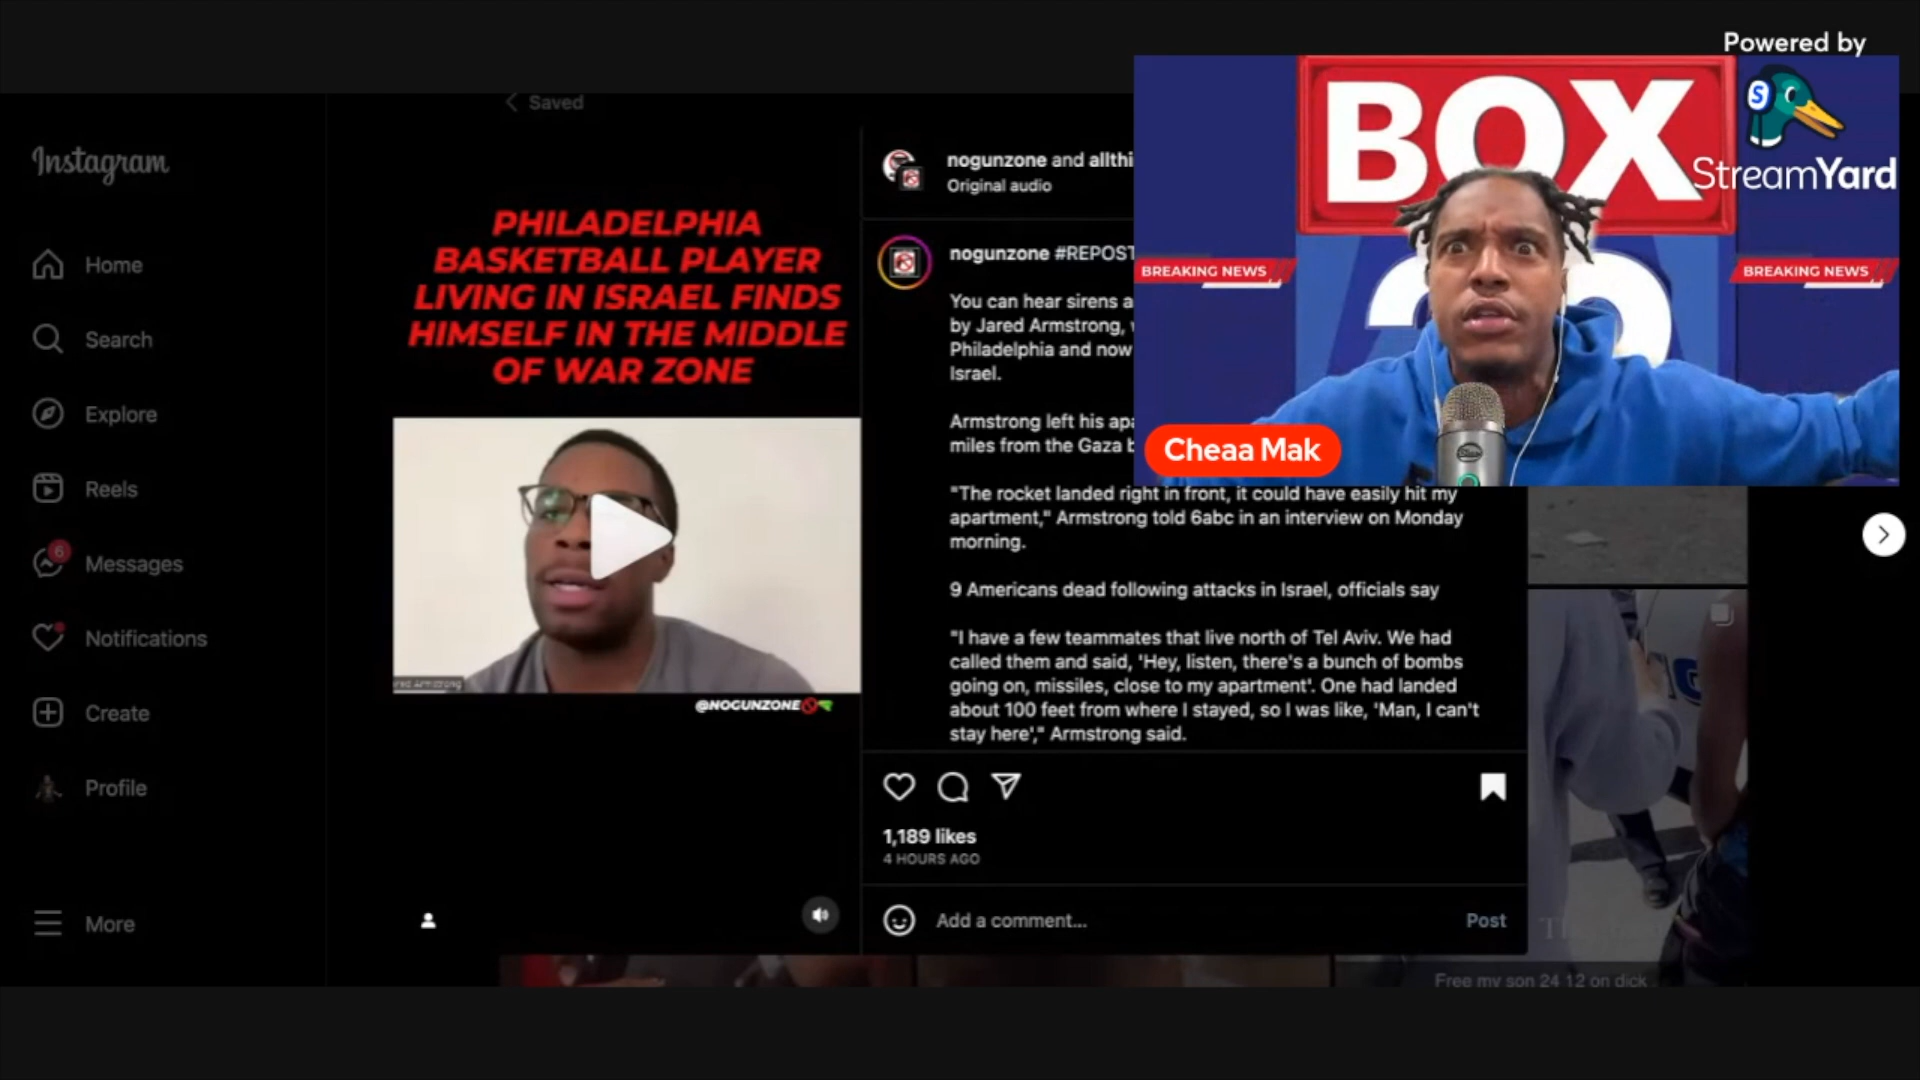 Powered by
StreamYard
S
BOX
BREAKING NEWS
BREAKING NEWS
Cheaa Mak
Saved
Instagram
Home
Search
Explore
Reels
6
Messages
Notifications
Create
Profile
More
PHILADELPHIA
BASKETBALL PLAYER
LIVING IN ISRAEL FINDS
HIMSELF IN THE MIDDLE
OF WAR ZONE
Armstrong
@NOGUNZONE
nogunzone and allthi
Original audio
nogunzone #REPOST
You can hear sirens a
by Jared Armstrong,
Philadelphia and now
Israel.
Armstrong left his apa
miles from the Gaza b
"The rocket landed right in front, it could have easily hit my
apartment," Armstrong told 6abc in an interview on Monday
morning.
9 Americans dead following attacks in Israel, officials say
"I have a few teammates that live north of Tel Aviv. We had
called them and said, 'Hey, listen, there's a bunch of bombs
going on, missiles, close to my apartment'. One had landed
about 100 feet from where I stayed, so I was like, 'Man, I can't
stay here'," Armstrong said.
1,189 likes
4 HOURS AGO
Add a comment...
Post
Free my son 24 12 on dick